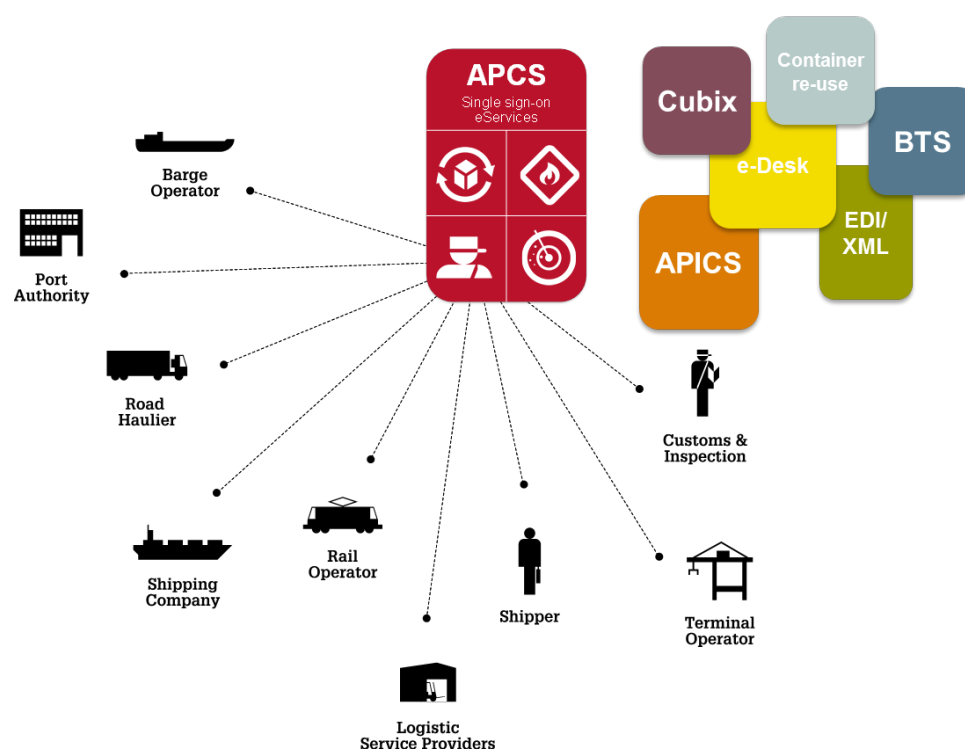 APCS
Single sign-on
eServices
Cubix
Container
re-use
BTS
e-Desk
EDI/
XML
APICS
Barge
Operator
Port
Authority
Road
Haulier
Customs &
Inspection
Shipping
Company
Rail
Operator
Shipper
Terminal
Operator
Logistic
Service Providers